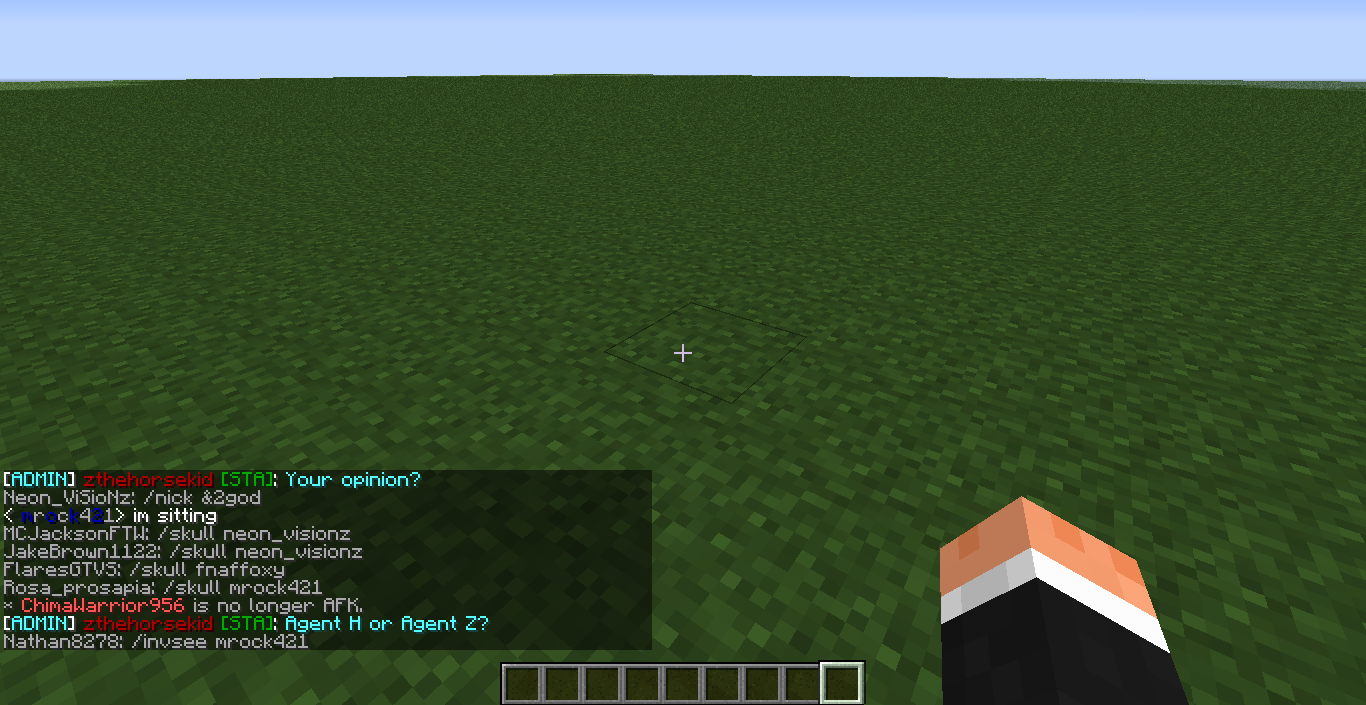 [ADMIN] zthehorsekid [STA]: Your opinion?
Neon_ViSioNz: /nick &2god
< mrock421> im sitting
MCJacksonFTW: /skull neon_visionz
JakeBrown1122: /skull neon_visionz
FlaresGTVS: /skull fnaffoxy
Rosa_prosapia: /skull mrock421
* ChimaWarrior956 is no longer AFK.
[ADMIN] zthehorsekid [STA]: Agent H or Agent Z?
Nathan8278: /invsee mrock421